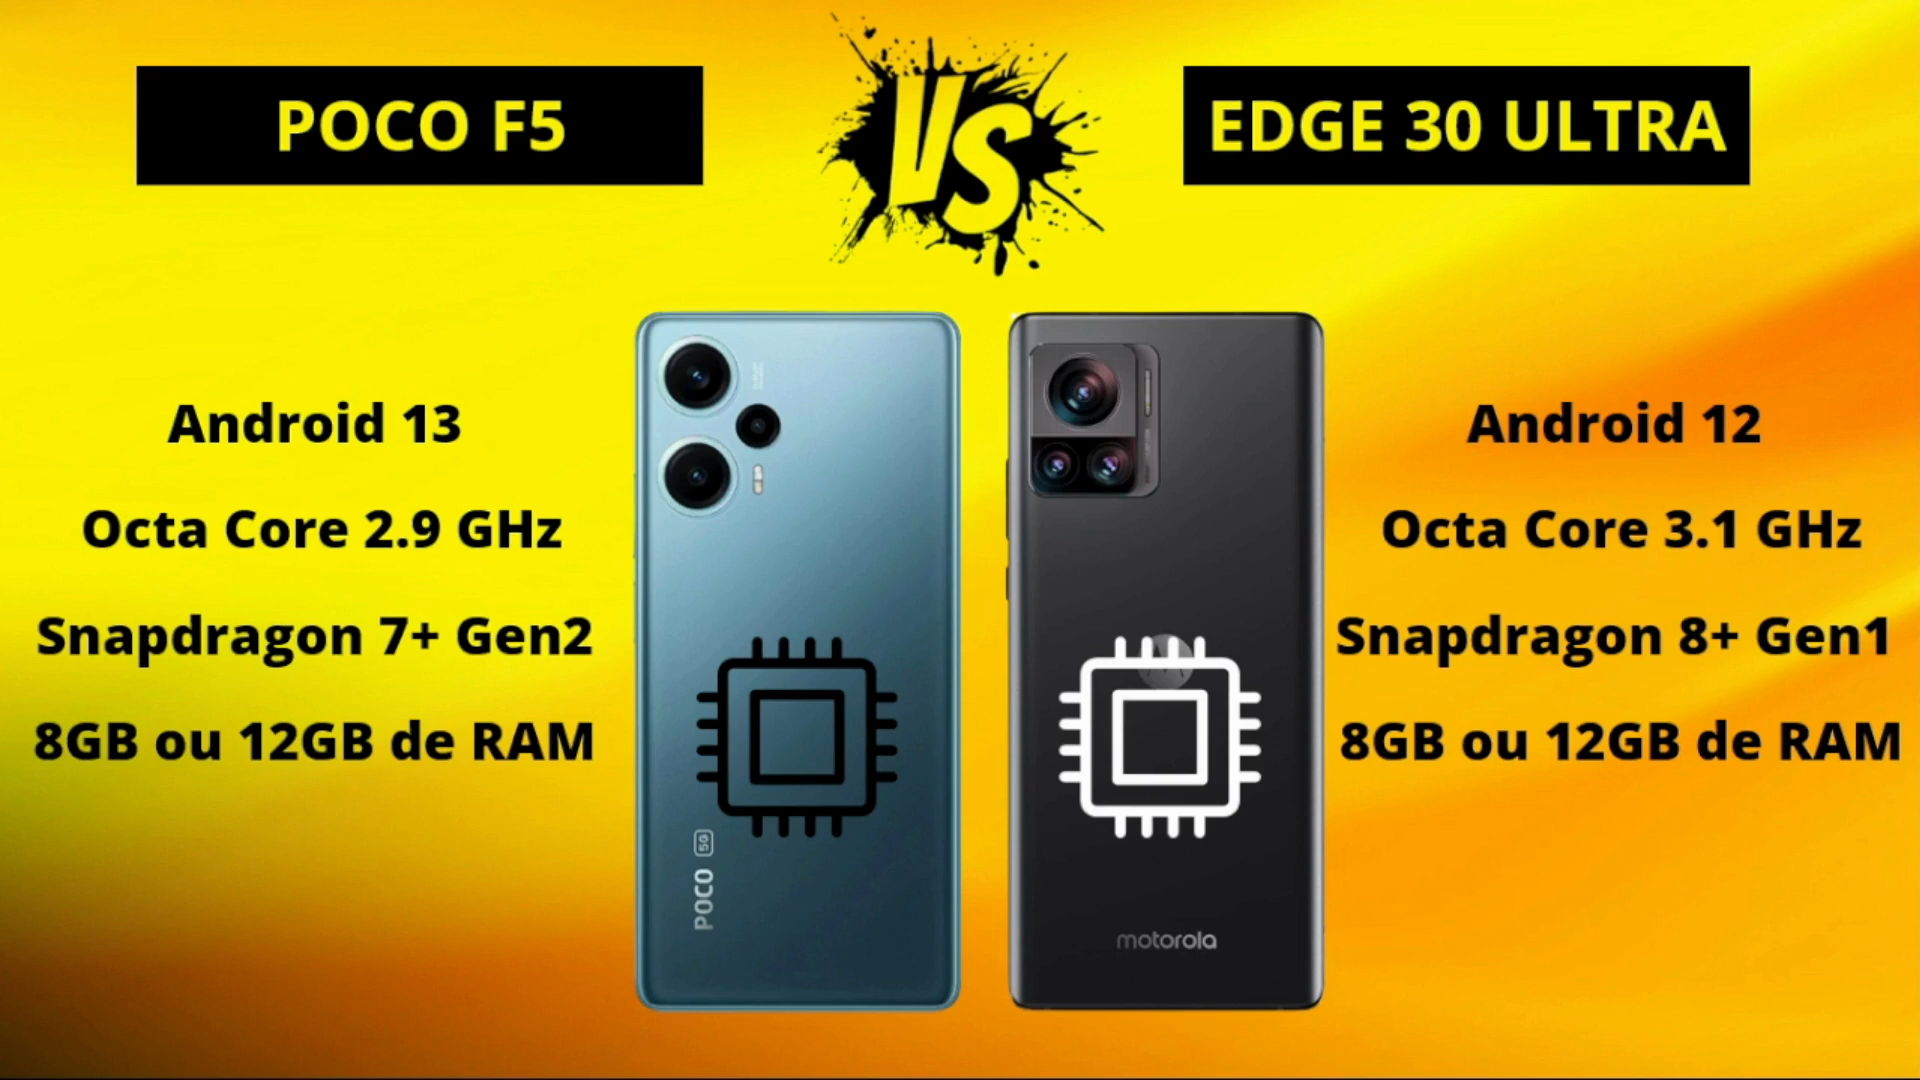 POCO F5
VS
EDGE 30 ULTRA
Android 13
Octa Core 2.9 GHz
Snapdragon 7+ Gen2
8GB ou 12GB de RAM
POCO 5G
motorola
Android 12
Octa Core 3.1 GHz
Snapdragon 8+ Gen1
8GB ou 12GB de RAM